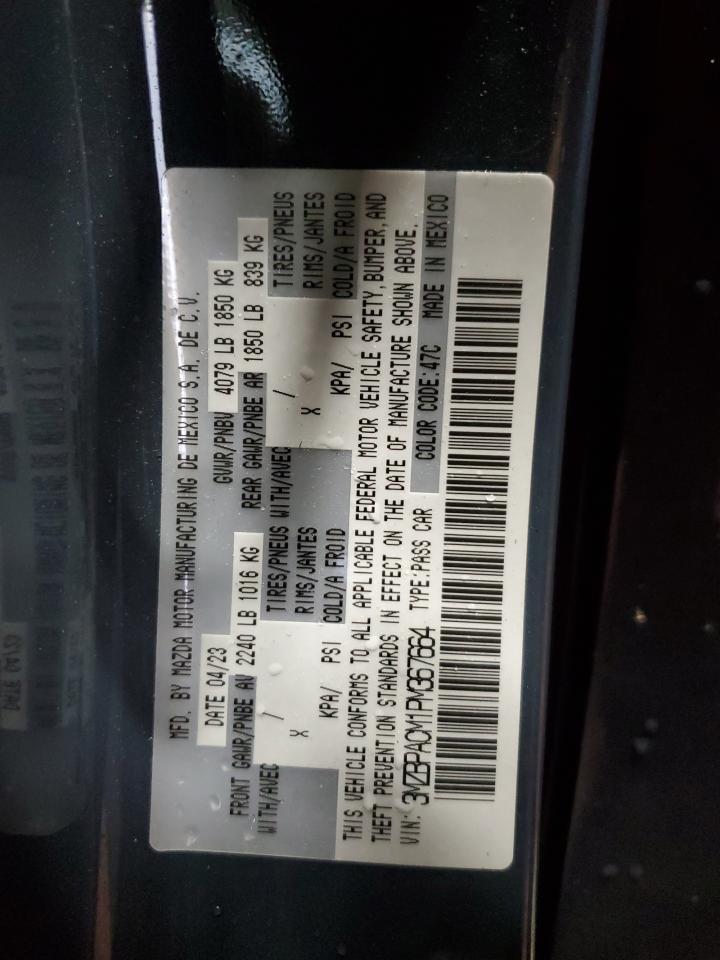 MFD. BY MAZDA MOTOR MANUFACTURING DE MEXICO S.A. DE C.V.
DATE 04/23 GVWR/PNBV 4079 LB 1850 KG
FRONT GAWR/PNBE AV 2240 LB 1016 KG REAR GAWR/PNBE AR 1850 LB 839 KG
WITH/AVEC / TIRES/PNEUS WITH/AVEC / TIRES/PNEUS
X RIMS/JANTES X RIMS/JANTES
KPA/ PSI COLD/A FROID KPA/ PSI COLD/A FROID
THIS VEHICLE CONFORMS TO ALL APPLICABLE FEDERAL MOTOR VEHICLE SAFETY, BUMPER, AND
THEFT PREVENTION STANDARDS IN EFFECT ON THE DATE OF MANUFACTURE SHOWN ABOVE.
VIN: 3MZBPACM1PM367664 TYPE:PASS CAR COLOR CODE:47C MADE IN MEXICO